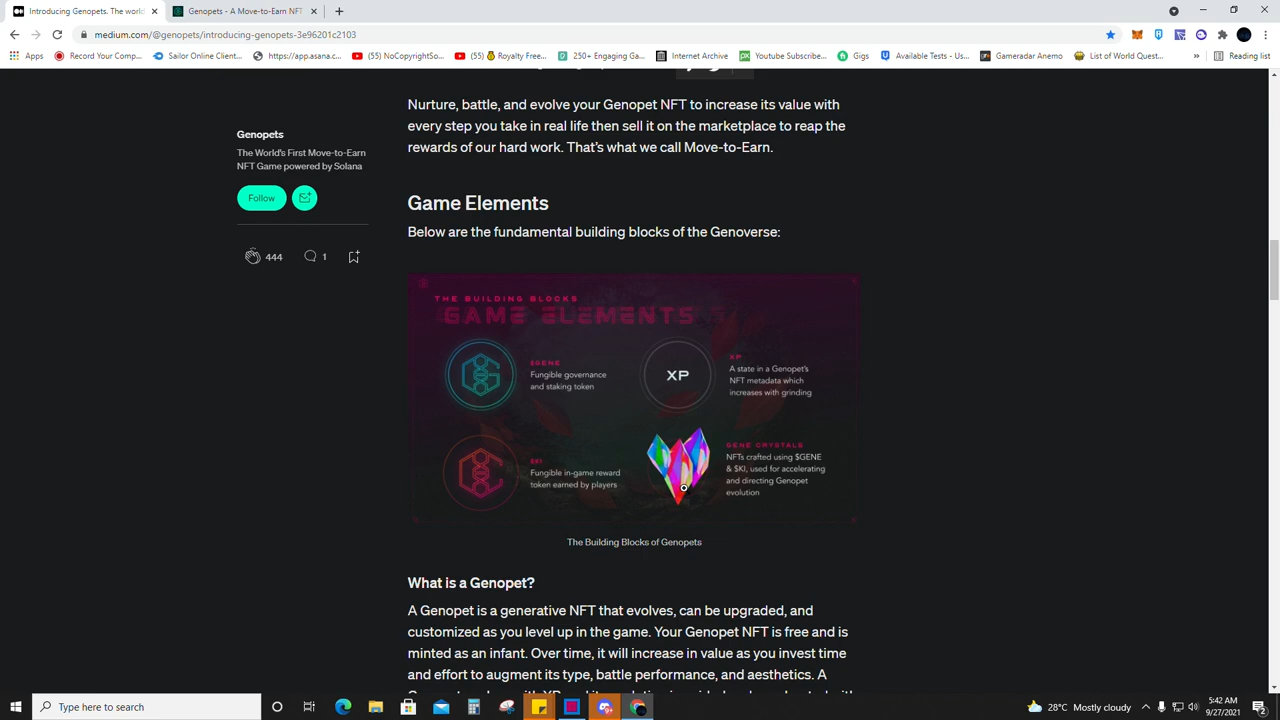 Introducing Genopets. The world
Genopets - A Move-to-Earn NFT
medium.com/@genopets/introducing-genopets-3e96201c2103
Apps
Record Your Comp...
Sailor Online Client...
https://app.asana.c...
(55) NoCopyrightSo...
(55) Royalty Free...
250+ Engaging Ga...
Internet Archive
Youtube Subscribe...
Gigs
Available Tests - Us...
Gameradar Anemo
List of World Quest...
Reading list
Genopets
The World's First Move-to-Earn
NFT Game powered by Solana
Follow
444
1
Nurture, battle, and evolve your Genopet NFT to increase its value with
every step you take in real life then sell it on the marketplace to reap the
rewards of our hard work. That's what we call Move-to-Earn.
Game Elements
Below are the fundamental building blocks of the Genoverse:
THE BUILDING BLOCKS
GAME ELEMENTS
$GENE
Fungible governance
and staking token
XP
XP
A state in a Genopet's
NFT metadata which
increases with grinding
$KI
Fungible in-game reward
token earned by players
GENE CRYSTALS
NFTs crafted using $GENE
& $KI, used for accelerating
and directing Genopet
evolution
The Building Blocks of Genopets
What is a Genopet?
A Genopet is a generative NFT that evolves, can be upgraded, and
customized as you level up in the game. Your Genopet NFT is free and is
minted as an infant. Over time, it will increase in value as you invest time
and effort to augment its type, battle performance, and aesthetics. A
Type here to search
28°C Mostly cloudy
5:42 AM
9/27/2021
2